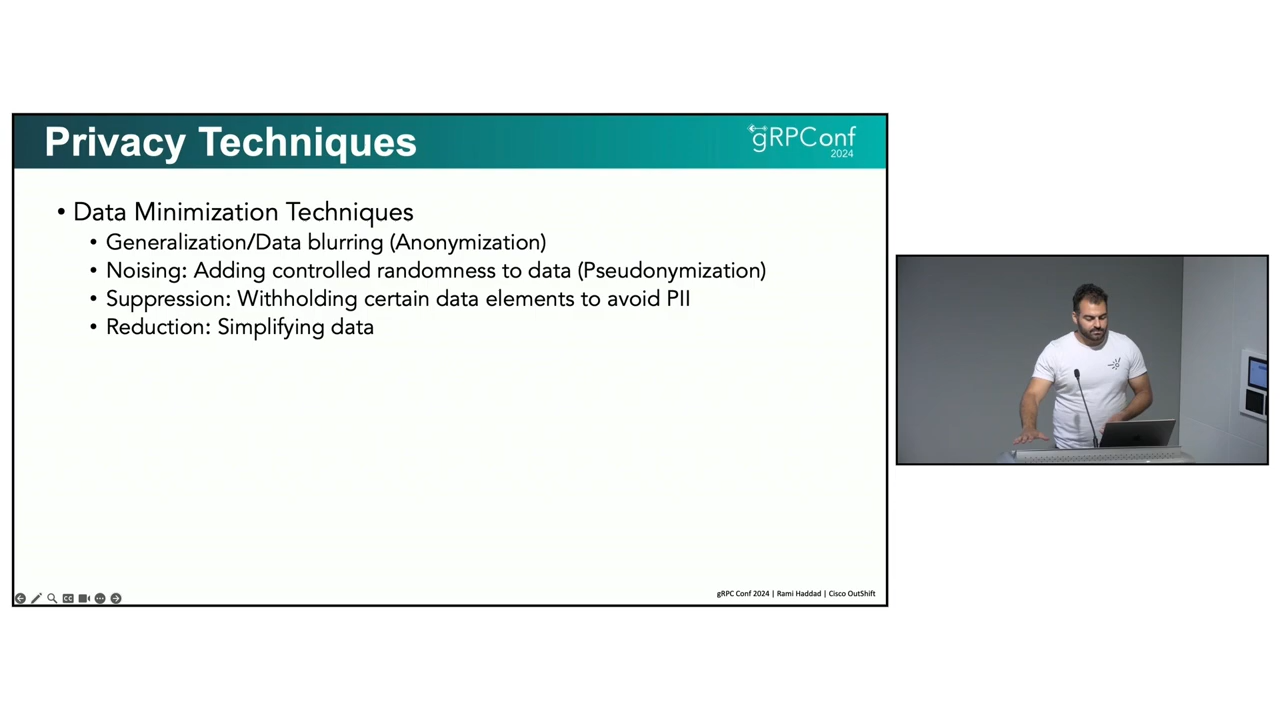 Privacy Techniques
gRPConf
2024
• Data Minimization Techniques
• Generalization/Data blurring (Anonymization)
• Noising: Adding controlled randomness to data (Pseudonymization)
• Suppression: Withholding certain data elements to avoid PII
• Reduction: Simplifying data
gRPC Conf 2024 | Rami Haddad | Cisco OutShift